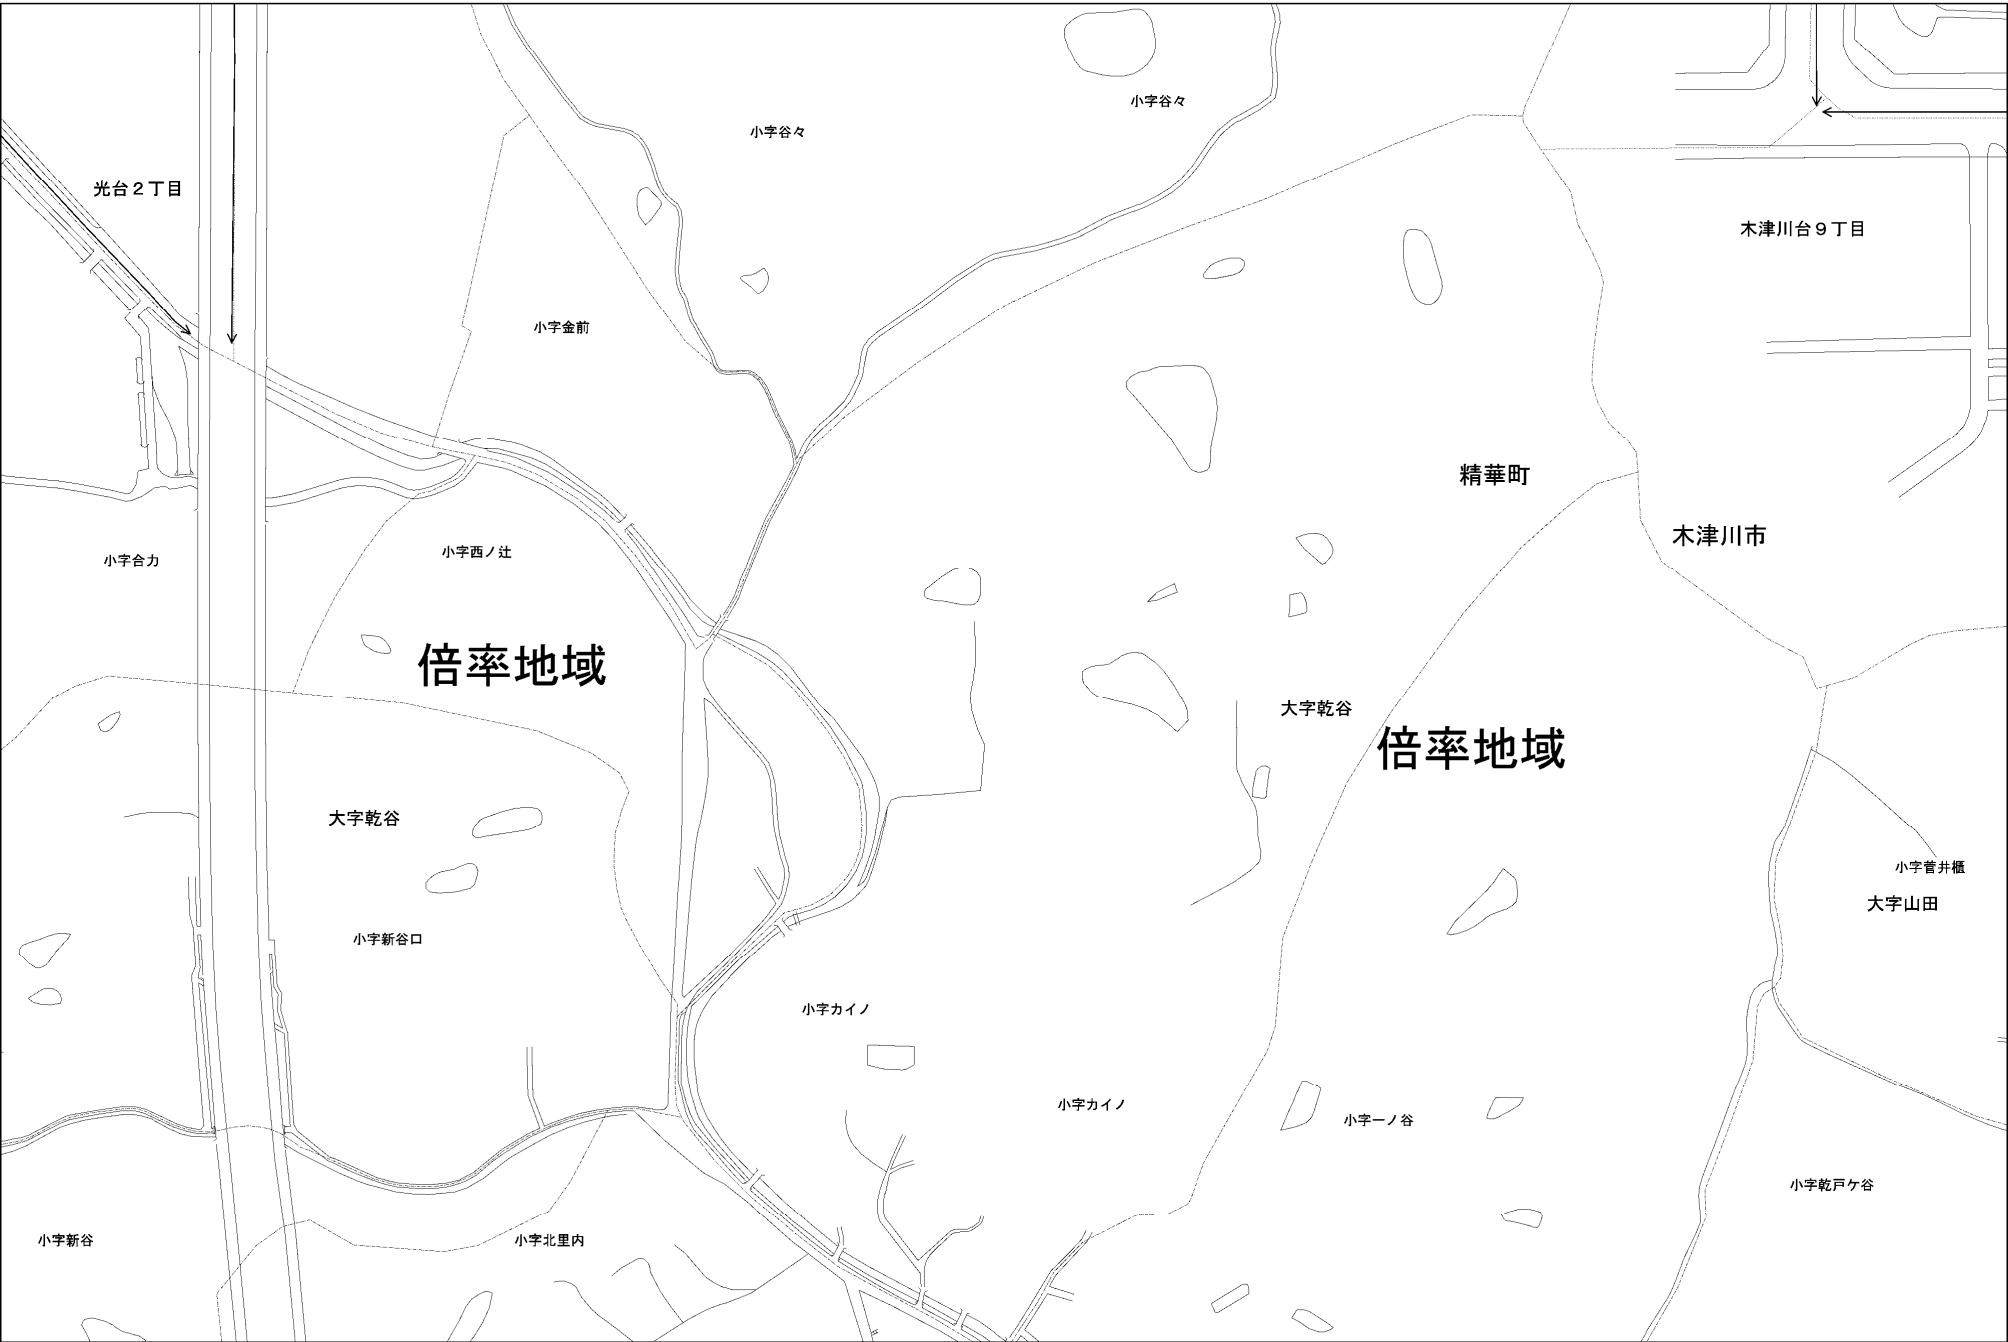 小字谷々
小字谷々
光台２丁目
木津川台９丁目
小字金前
精華町
木津川市
小字西ノ辻
小字合力
倍率地域
大字乾谷
倍率地域
大字乾谷
小字菅井櫃
大字山田
小字新谷口
小字カイノ
小字カイノ
小字一ノ谷
小字乾戸ケ谷
小字新谷
小字北里内